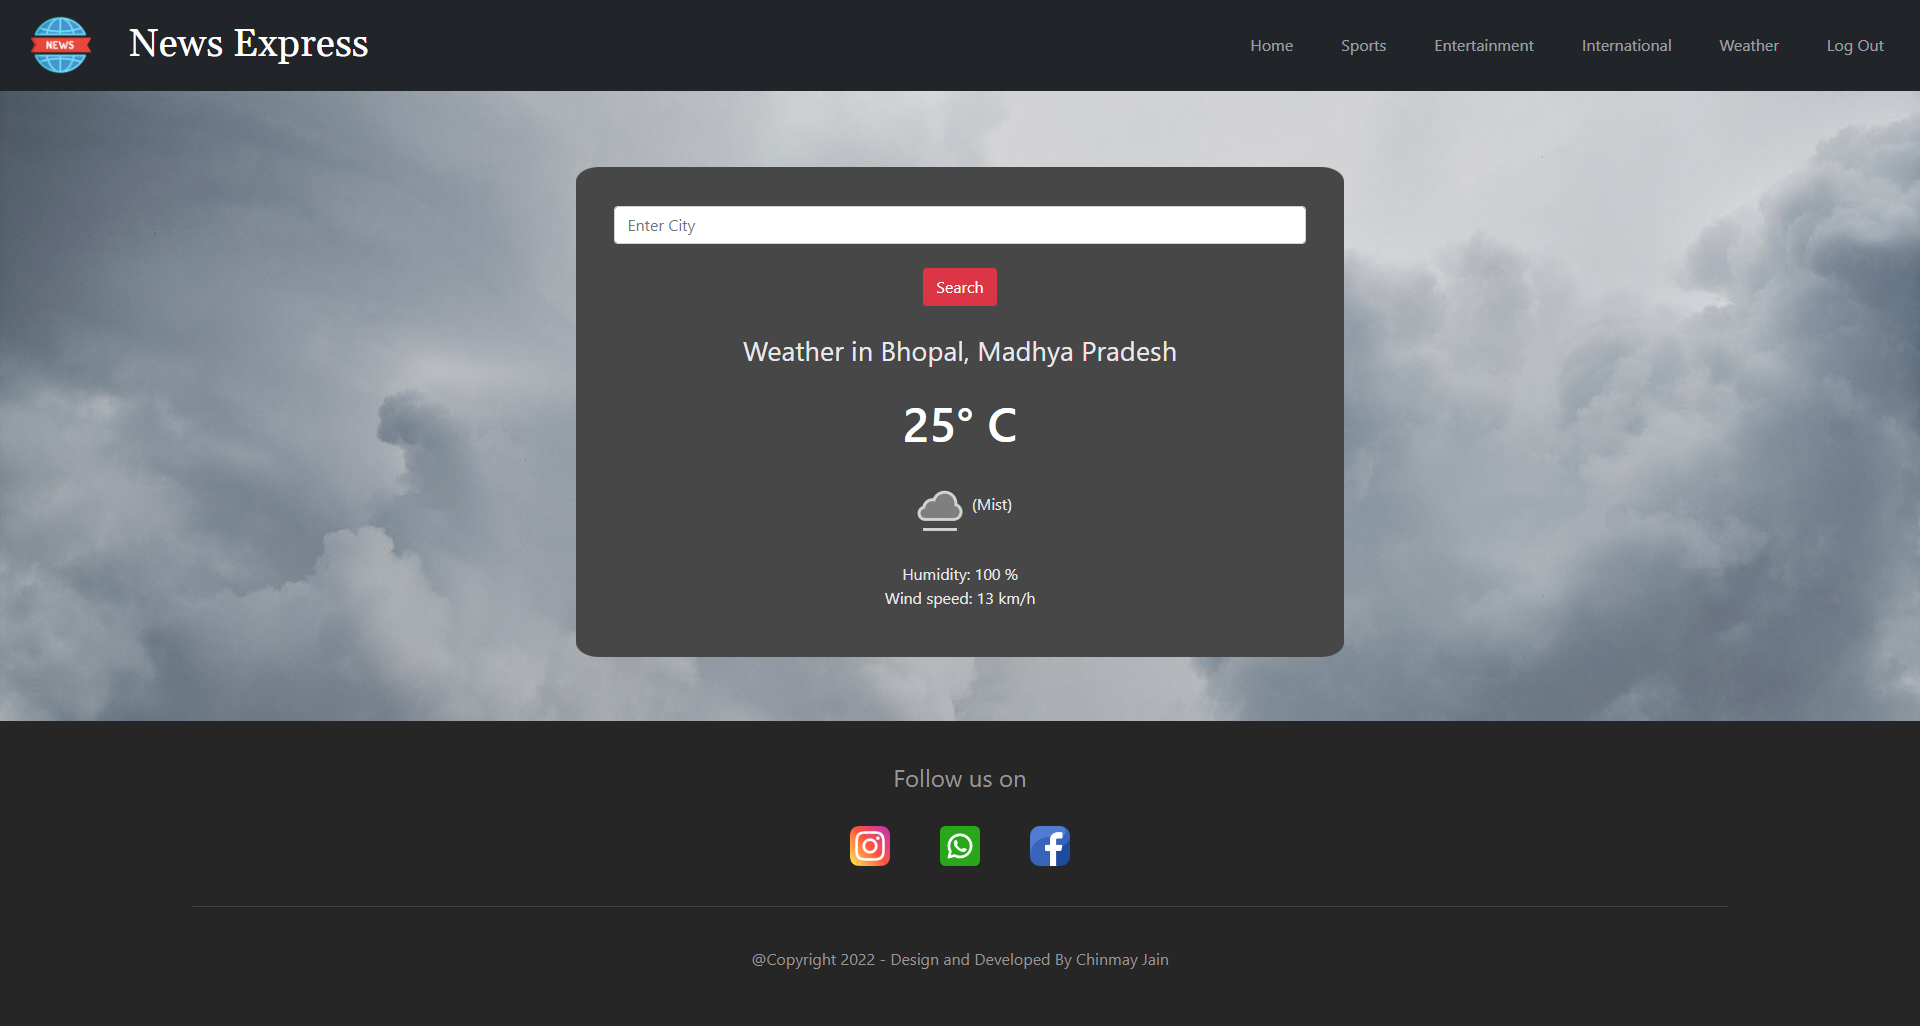 NEWS
News Express
Home Sports Entertainment International Weather Log Out
Enter City
Search
Weather in Bhopal, Madhya Pradesh
25° C
(Mist)
Humidity: 100 %
Wind speed: 13 km/h
Follow us on
@Copyright 2022 - Design and Developed By Chinmay Jain